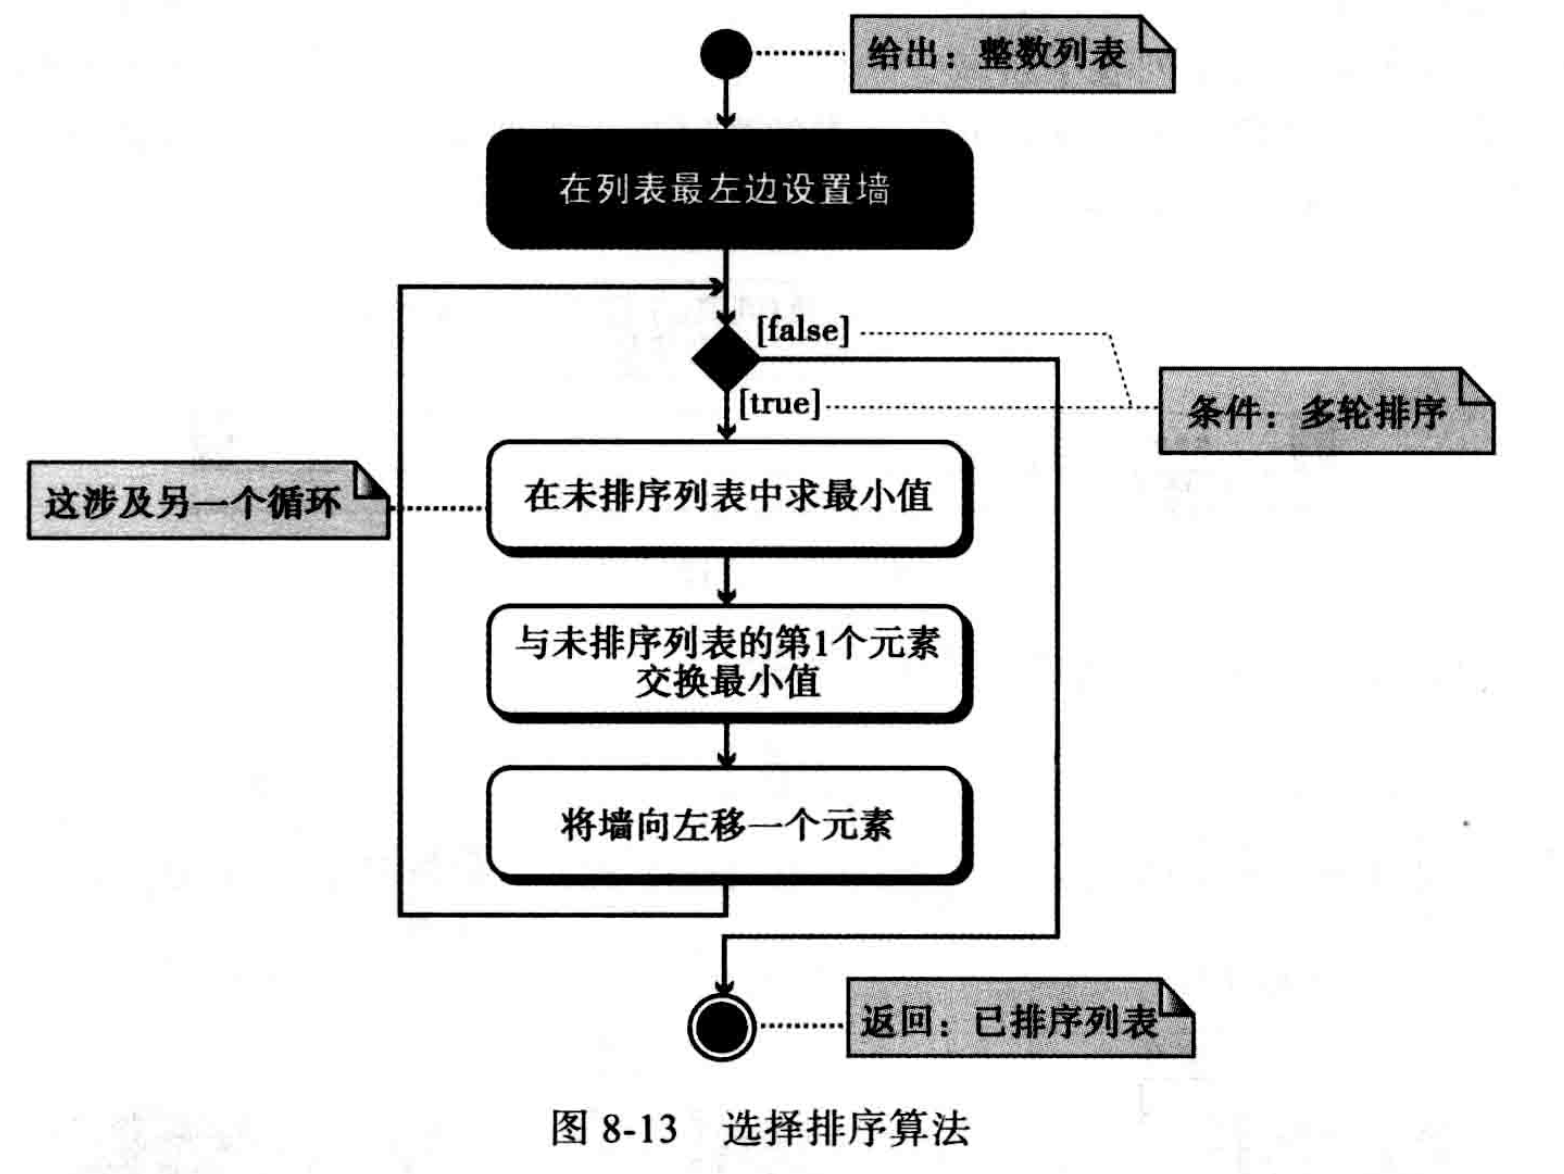 给出：整数列表
在列表最左边设置墙
[false]
[true]
条件：多轮排序
这涉及另一个循环
在未排序列表中求最小值
与未排序列表的第1个元素
交换最小值
将墙向左移一个元素
返回：已排序列表
图 8-13 选择排序算法